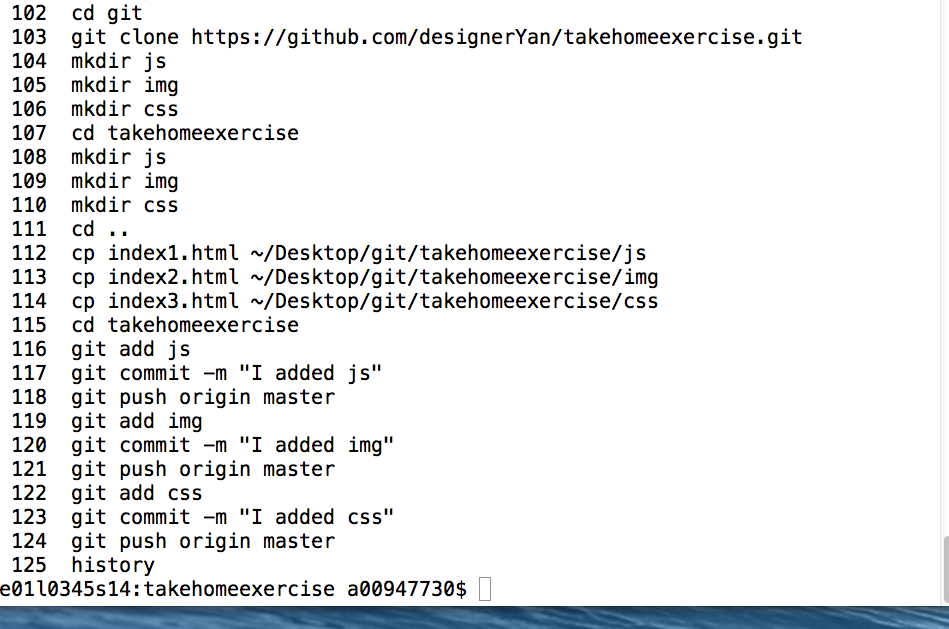 102 cd git
103 git clone https://github.com/designerYan/takehomeexercise.git
104 mkdir js
105 mkdir img
106 mkdir css
107 cd takehomeexercise
108 mkdir js
109 mkdir img
110 mkdir css
111 cd ..
112 cp index1.html ~/Desktop/git/takehomeexercise/js
113 cp index2.html ~/Desktop/git/takehomeexercise/img
114 cp index3.html ~/Desktop/git/takehomeexercise/css
115 cd takehomeexercise
116 git add js
117 git commit -m "I added js"
118 git push origin master
119 git add img
120 git commit -m "I added img"
121 git push origin master
122 git add css
123 git commit -m "I added css"
124 git push origin master
125 history
e01l0345s14:takehomeexercise a00947730$